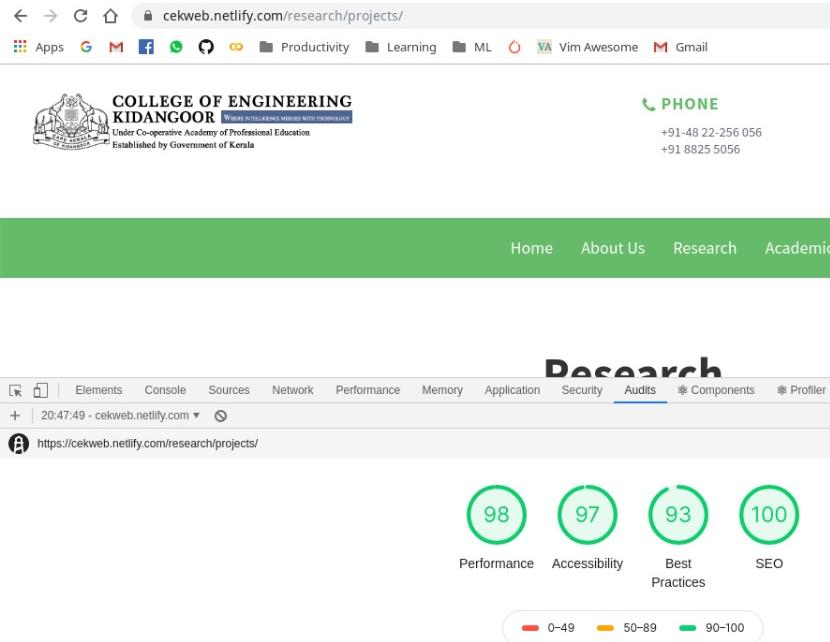 cekweb.netlify.com/research/projects/
Apps Productivity Learning ML VA Vim Awesome Gmail
COLLEGE OF ENGINEERING
KIDANGOOR WHERE INTELLIGENCE MERGES WITH TECHNOLOGY
Under Co-operative Academy of Professional Education
Established by Government of Kerala
PHONE
+91-48 22-256 056
+91 8825 5056
Home About Us Research Academic
Research
Elements Console Sources Network Performance Memory Application Security Audits Components Profiler
20:47:49 - cekweb.netlify.com
https://cekweb.netlify.com/research/projects/
98 97 93 100
Performance Accessibility Best Practices SEO
0–49 50–89 90–100